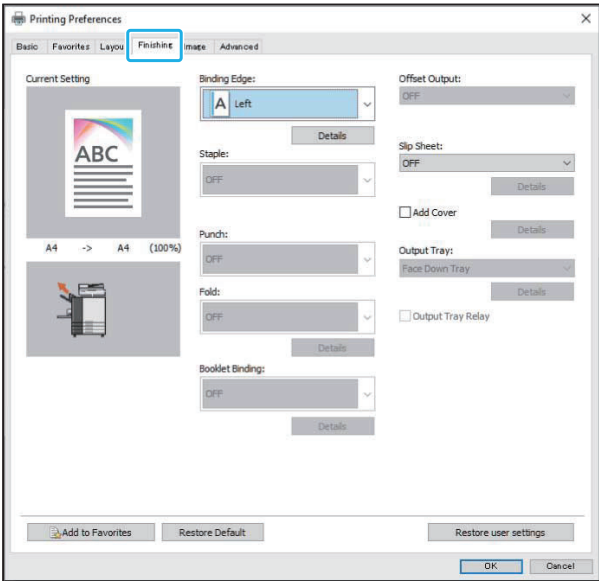 Printing Preferences
Basic Favorites Layou Finishing Image Advanced
Current Setting
ABC
A4 -> A4 (100%)
Binding Edge:
A Left
Details
Staple:
OFF
Punch:
OFF
Fold:
OFF
Details
Booklet Binding:
OFF
Details
Offset Output:
OFF
Slip Sheet:
OFF
Details
Add Cover
Details
Output Tray:
Face Down Tray
Details
Output Tray Relay
Add to Favorites Restore Default Restore user settings
OK Cancel